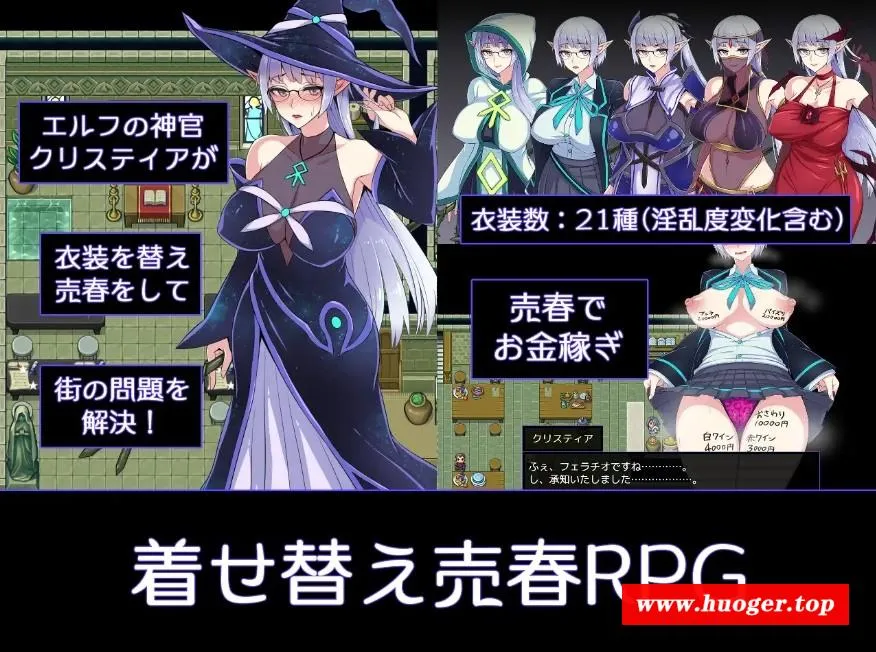 エルフの神官
クリスティアが
衣装を替え
売春をして
街の問題を
解決！
衣装数：21種(淫乱度変化含む)
売春で
お金稼ぎ
おさわり
10000円
白ワイン
4000円
赤ワイン
3000円
クリスティア
ふぇ、フェラチオですね…………。
し、承知いたしました………………。
着せ替え売春RPG
www.huoger.top